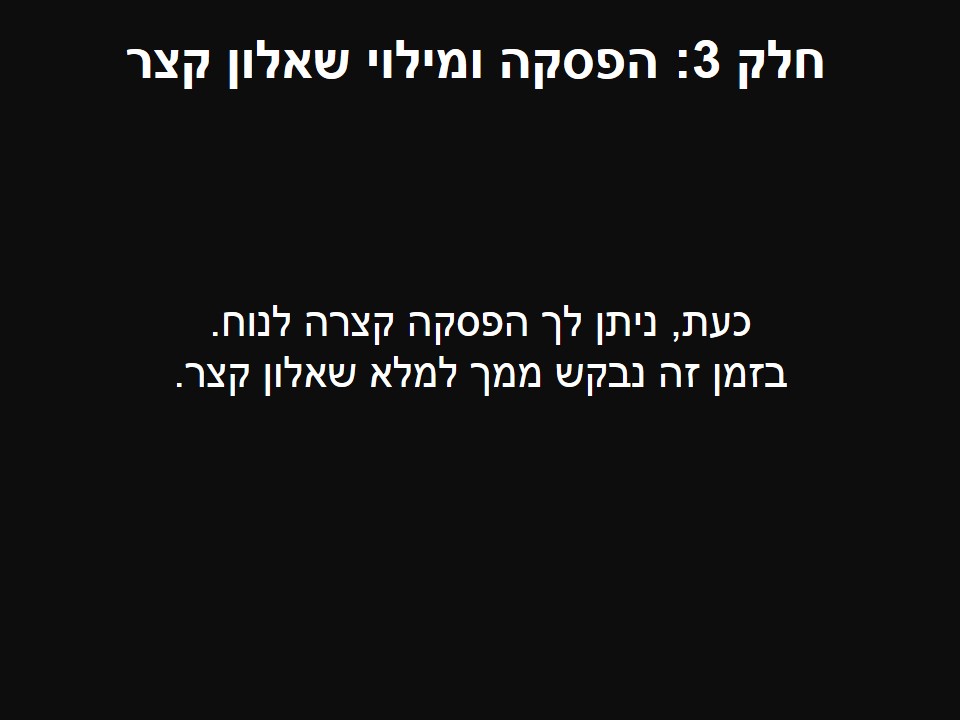 חלק 3: הפסקה ומילוי שאלון קצר
כעת, ניתן לך הפסקה קצרה לנוח.
בזמן זה נבקש ממך למלא שאלון קצר.